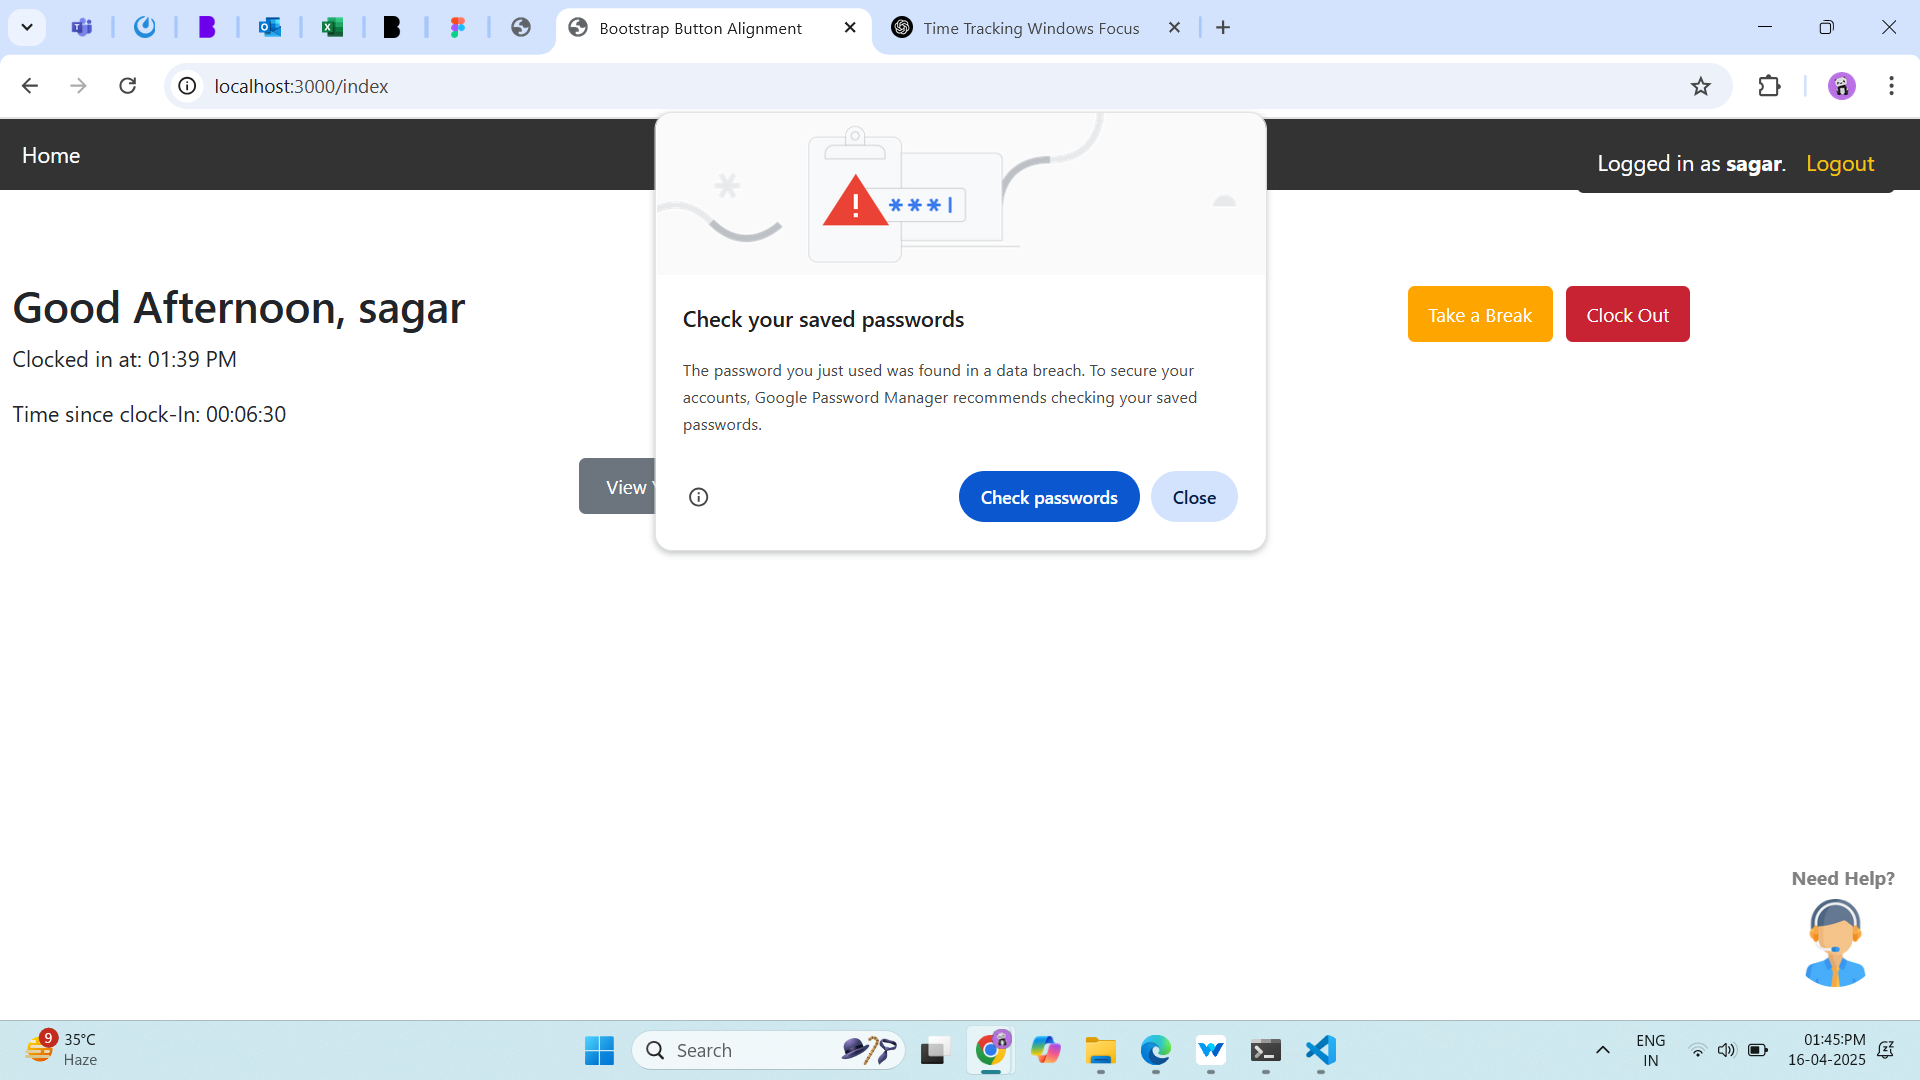 Bootstrap Button Alignment
Time Tracking Windows Focus
localhost:3000/index
Home
Logged in as sagar. Logout
***
Good Afternoon, sagar
Clocked in at: 01:39 PM
Time since clock-In: 00:06:30
Take a Break
Clock Out
View
Check your saved passwords
The password you just used was found in a data breach. To secure your
accounts, Google Password Manager recommends checking your saved
passwords.
Check passwords
Close
Need Help?
9
35°C
Haze
Search
ENG
IN
01:45:PM
16-04-2025